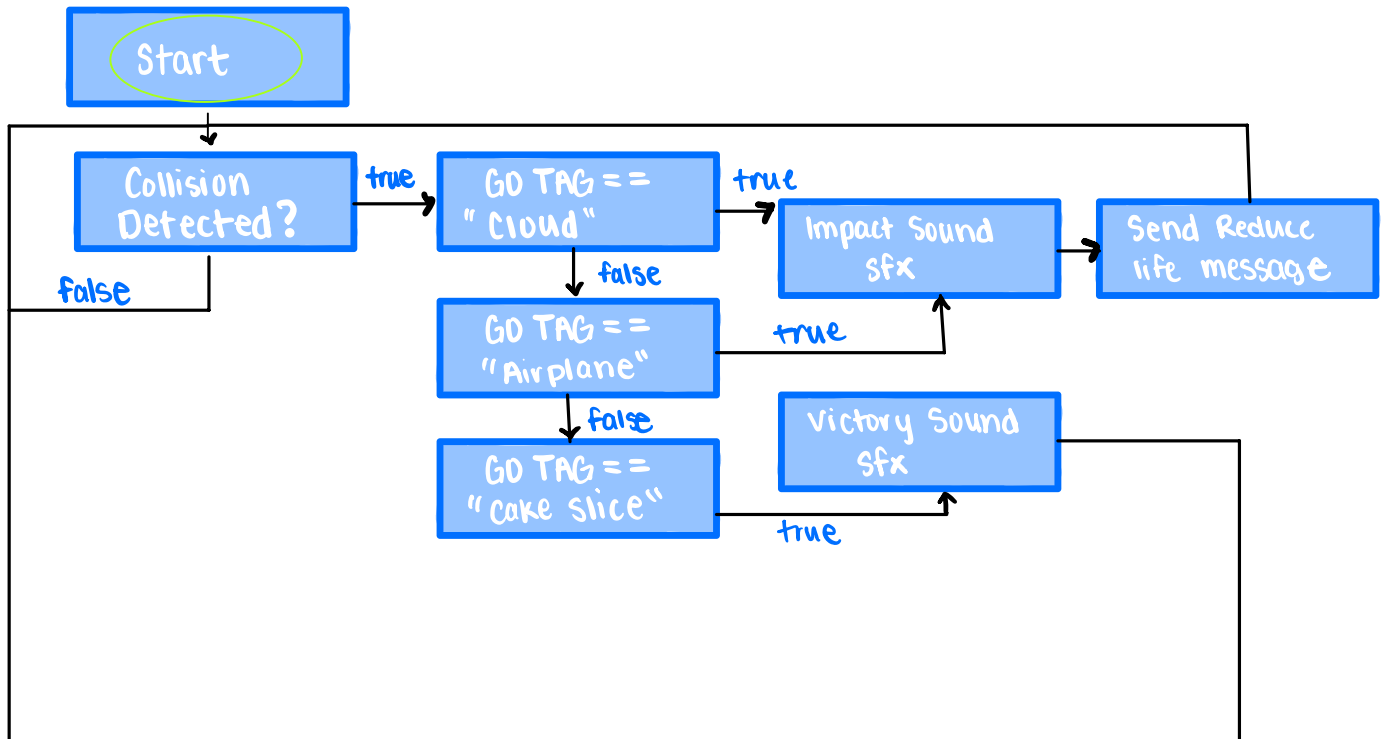 Start
Collision
Detected?
true
false
GO TAG ==
"Cloud"
true
false
Impact Sound
sfx
Send Reduce
life message
GO TAG ==
"Airplane"
true
false
GO TAG ==
"Cake Slice"
true
Victory Sound
sfx